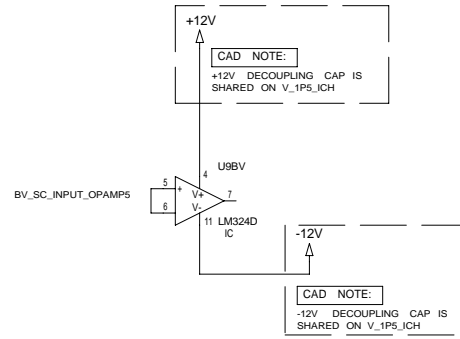 +12V
CAD NOTE:
+12V DECOUPLING CAP IS
SHARED ON V_1P5_ICH
U9BV
4
5
+
V+
7
BV_SC_INPUT_OPAMP5
6
V-
11
LM324D
IC
-12V
CAD NOTE:
-12V DECOUPLING CAP IS
SHARED ON V_1P5_ICH